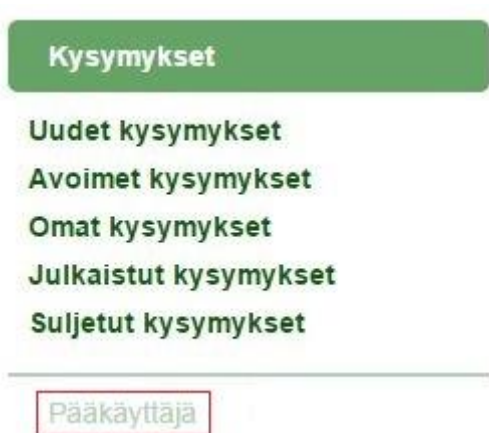 Kysymykset
Uudet kysymykset
Avoimet kysymykset
Omat kysymykset
Julkaistut kysymykset
Suljetut kysymykset
Pääkäyttäjä